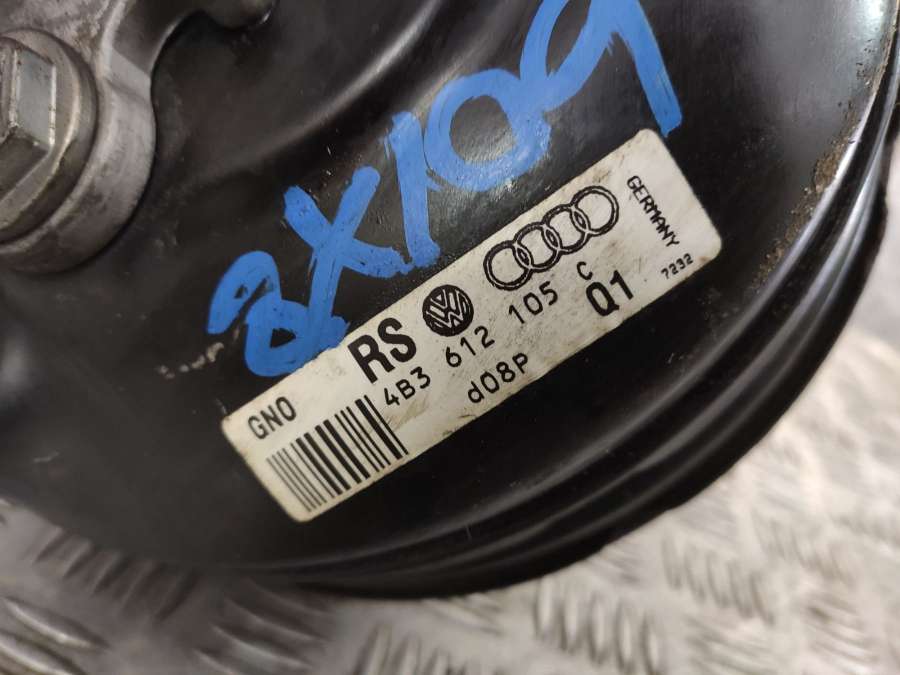 8X109
GERMANY
7232
RS
4B3 612 105 C
Q1
d08P
GNO